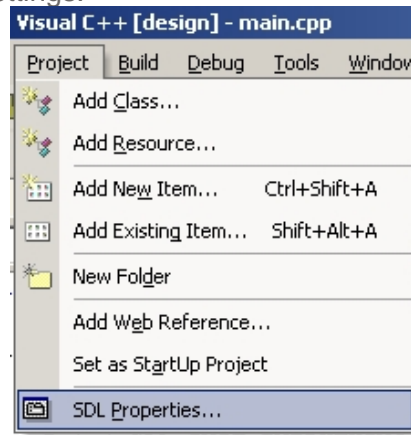 Visual C++ [design] - main.cpp
Project Build Debug Tools Window
Add Class...
Add Resource...
Add New Item... Ctrl+Shift+A
Add Existing Item... Shift+Alt+A
New Folder
Add Web Reference...
Set as StartUp Project
SDL Properties...